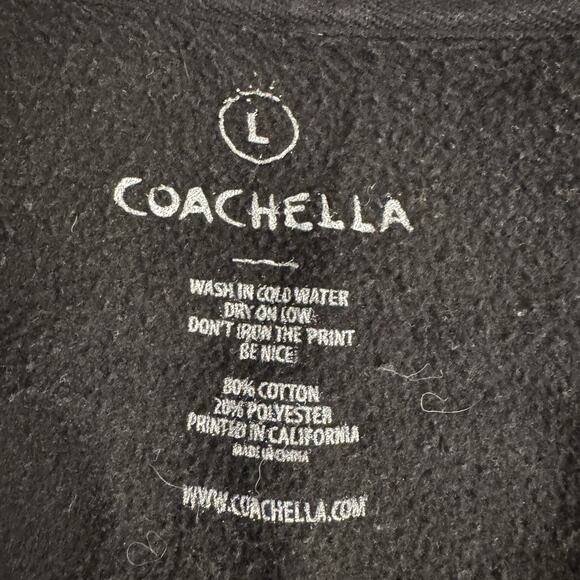 L
COACHELLA
WASH IN COLD WATER
DRY ON LOW
DON'T IRON THE PRINT
BE NICE
80% COTTON
20% POLYESTER
PRINTED IN CALIFORNIA
MADE IN CHINA
WWW.COACHELLA.COM